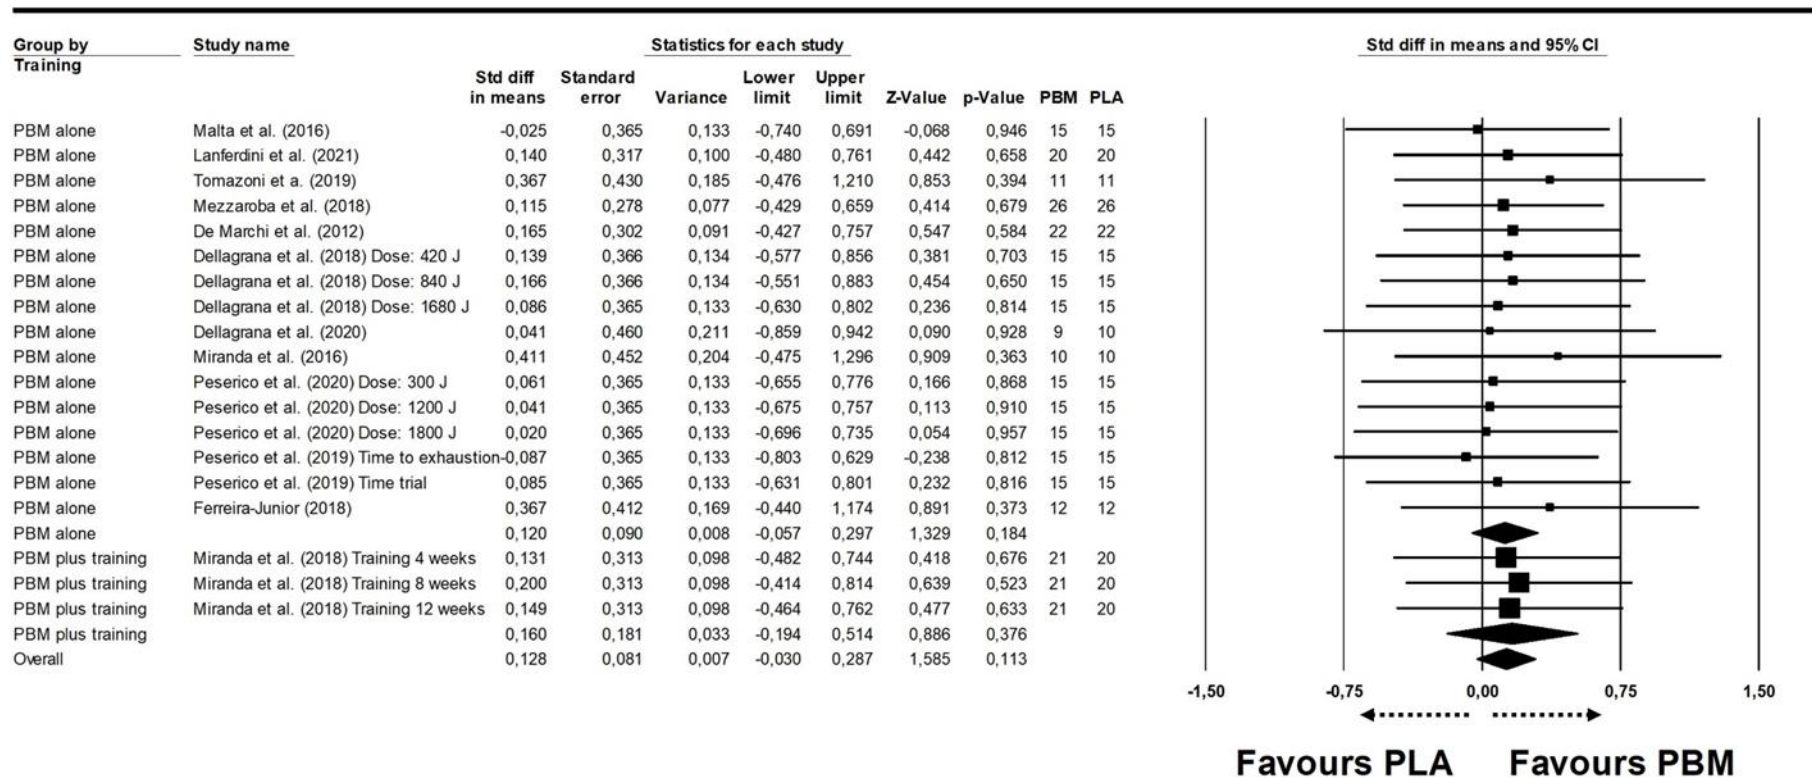 Group by Study name Statistics for each study Std diff in means and 95% CI
Training
Std diff Standard Lower Upper
in means error Variance limit limit Z-Value p-Value PBM PLA
PBM alone Malta et al. (2016) -0,025 0,365 0,133 -0,740 0,691 -0,068 0,946 15 15
PBM alone Lanferdini et al. (2021) 0,140 0,317 0,100 -0,480 0,761 0,442 0,658 20 20
PBM alone Tomazoni et a. (2019) 0,367 0,430 0,185 -0,476 1,210 0,853 0,394 11 11
PBM alone Mezzaroba et al. (2018) 0,115 0,278 0,077 -0,429 0,659 0,414 0,679 26 26
PBM alone De Marchi et al. (2012) 0,165 0,302 0,091 -0,427 0,757 0,547 0,584 22 22
PBM alone Dellagrana et al. (2018) Dose: 420 J 0,139 0,366 0,134 -0,577 0,856 0,381 0,703 15 15
PBM alone Dellagrana et al. (2018) Dose: 840 J 0,166 0,366 0,134 -0,551 0,883 0,454 0,650 15 15
PBM alone Dellagrana et al. (2018) Dose: 1680 J 0,086 0,365 0,133 -0,630 0,802 0,236 0,814 15 15
PBM alone Dellagrana et al. (2020) 0,041 0,460 0,211 -0,859 0,942 0,090 0,928 9 10
PBM alone Miranda et al. (2016) 0,411 0,452 0,204 -0,475 1,296 0,909 0,363 10 10
PBM alone Peserico et al. (2020) Dose: 300 J 0,061 0,365 0,133 -0,655 0,776 0,166 0,868 15 15
PBM alone Peserico et al. (2020) Dose: 1200 J 0,041 0,365 0,133 -0,675 0,757 0,113 0,910 15 15
PBM alone Peserico et al. (2020) Dose: 1800 J 0,020 0,365 0,133 -0,696 0,735 0,054 0,957 15 15
PBM alone Peserico et al. (2019) Time to exhaustion-0,087 0,365 0,133 -0,803 0,629 -0,238 0,812 15 15
PBM alone Peserico et al. (2019) Time trial 0,085 0,365 0,133 -0,631 0,801 0,232 0,816 15 15
PBM alone Ferreira-Junior (2018) 0,367 0,412 0,169 -0,440 1,174 0,891 0,373 12 12
PBM alone 0,120 0,090 0,008 -0,057 0,297 1,329 0,184
PBM plus training Miranda et al. (2018) Training 4 weeks 0,131 0,313 0,098 -0,482 0,744 0,418 0,676 21 20
PBM plus training Miranda et al. (2018) Training 8 weeks 0,200 0,313 0,098 -0,414 0,814 0,639 0,523 21 20
PBM plus training Miranda et al. (2018) Training 12 weeks 0,149 0,313 0,098 -0,464 0,762 0,477 0,633 21 20
PBM plus training 0,160 0,181 0,033 -0,194 0,514 0,886 0,376
Overall 0,128 0,081 0,007 -0,030 0,287 1,585 0,113
-1,50 -0,75 0,00 0,75 1,50
Favours PLA Favours PBM